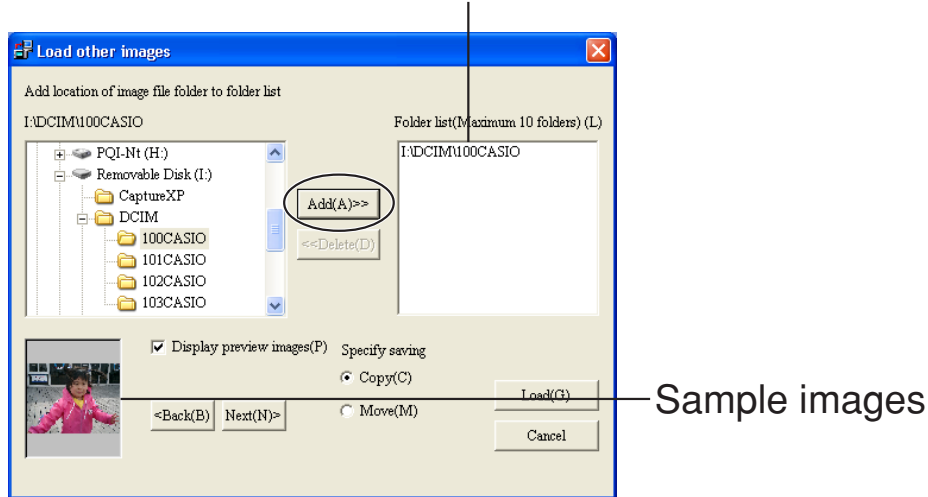 Load other images
Add location of image file folder to folder list
I:\DCIM\100CASIO
Folder list(Maximum 10 folders) (L)
PQI-Nt (H:)
Removable Disk (I:)
CaptureXP
DCIM
100CASIO
101CASIO
102CASIO
103CASIO
Add(A)>>
<<Delete(D)
I:\DCIM\100CASIO
Display preview images(P)
Specify saving
Copy(C)
Move(M)
<Back(B)
Next(N)>
Load(G)
Cancel
Sample images